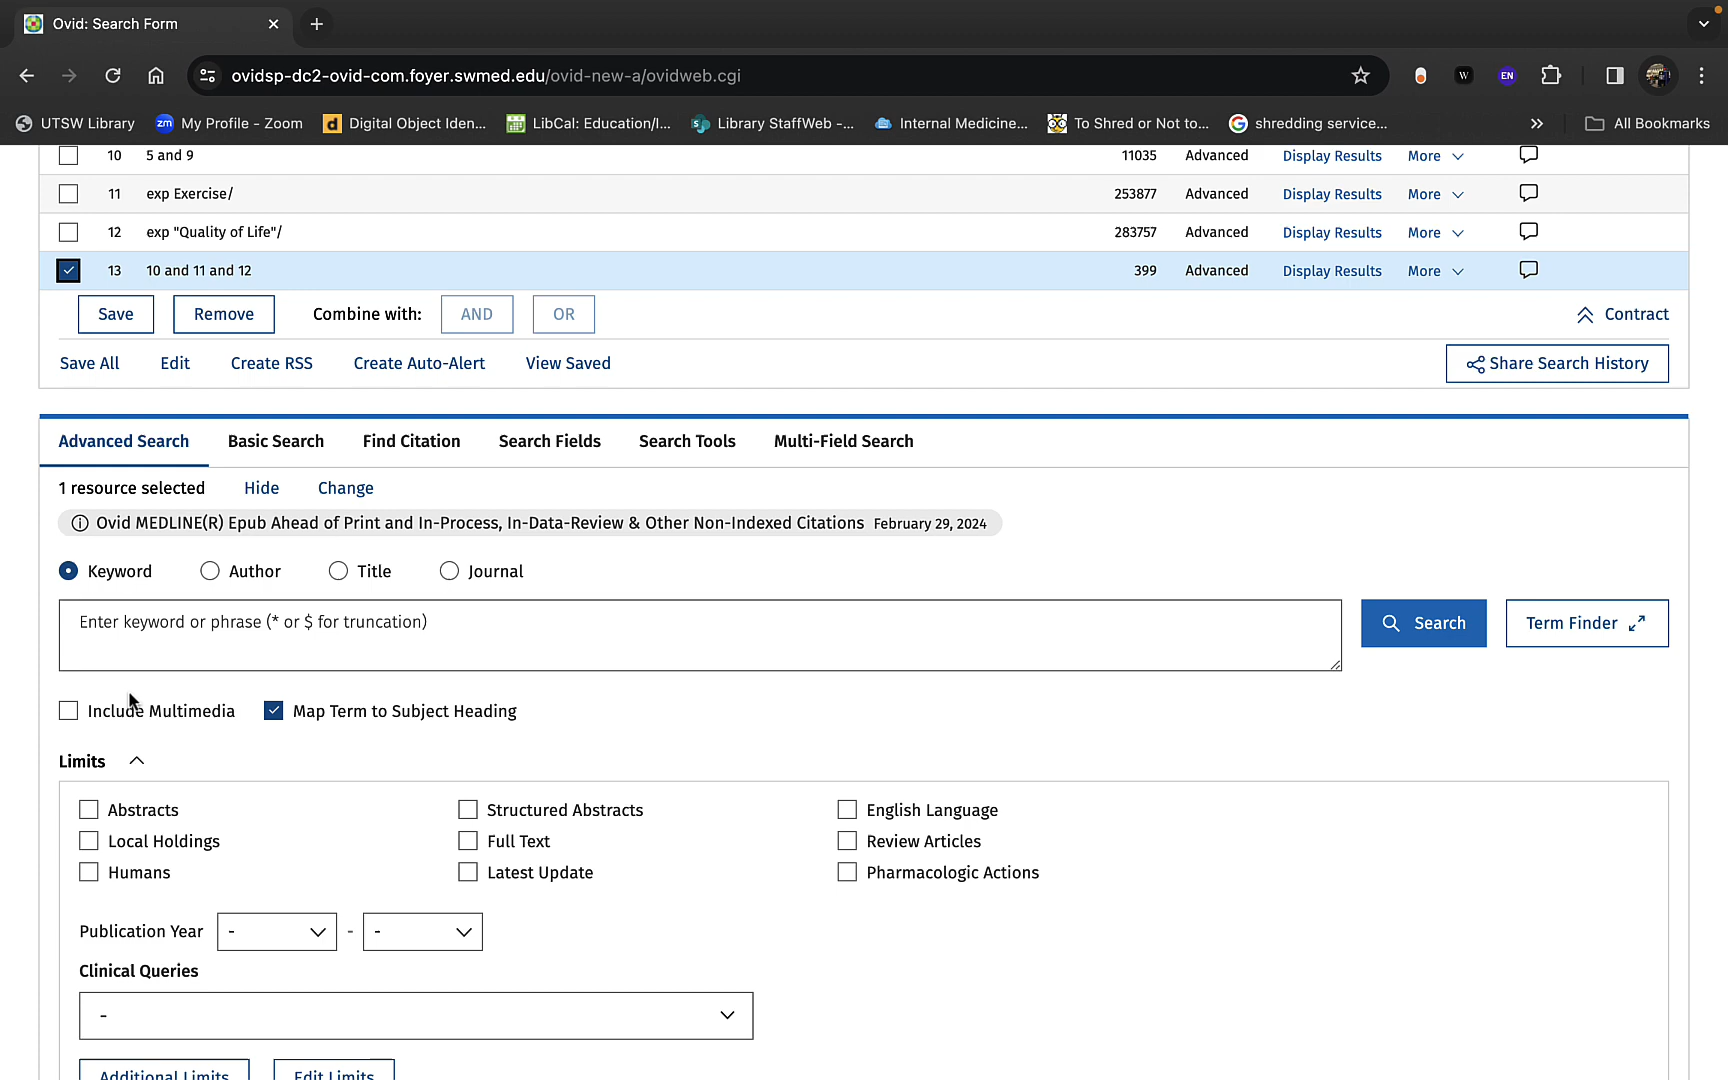 Ovid: Search Form
ovidsp-dc2-ovid-com.foyer.swmed.edu/ovid-new-a/ovidweb.cgi
W
EN
UTSW Library
zm
My Profile - Zoom
d
Digital Object Iden...
LibCal: Education/I...
s
Library StaffWeb -...
Internal Medicine...
To Shred or Not to...
G
shredding service...
All Bookmarks
10 5 and 9 11035 Advanced Display Results More
11 exp Exercise/ 253877 Advanced Display Results More
12 exp "Quality of Life"/ 283757 Advanced Display Results More
13 10 and 11 and 12 399 Advanced Display Results More
Save Remove Combine with: AND OR Contract
Save All Edit Create RSS Create Auto-Alert View Saved Share Search History
Advanced Search Basic Search Find Citation Search Fields Search Tools Multi-Field Search
1 resource selected Hide Change
Ovid MEDLINE(R) Epub Ahead of Print and In-Process, In-Data-Review & Other Non-Indexed Citations February 29, 2024
Keyword Author Title Journal
Enter keyword or phrase (* or $ for truncation)
Search Term Finder
Include Multimedia Map Term to Subject Heading
Limits
Abstracts Structured Abstracts English Language
Local Holdings Full Text Review Articles
Humans Latest Update Pharmacologic Actions
Publication Year - - -
Clinical Queries
-
Additional Limits Edit Limits